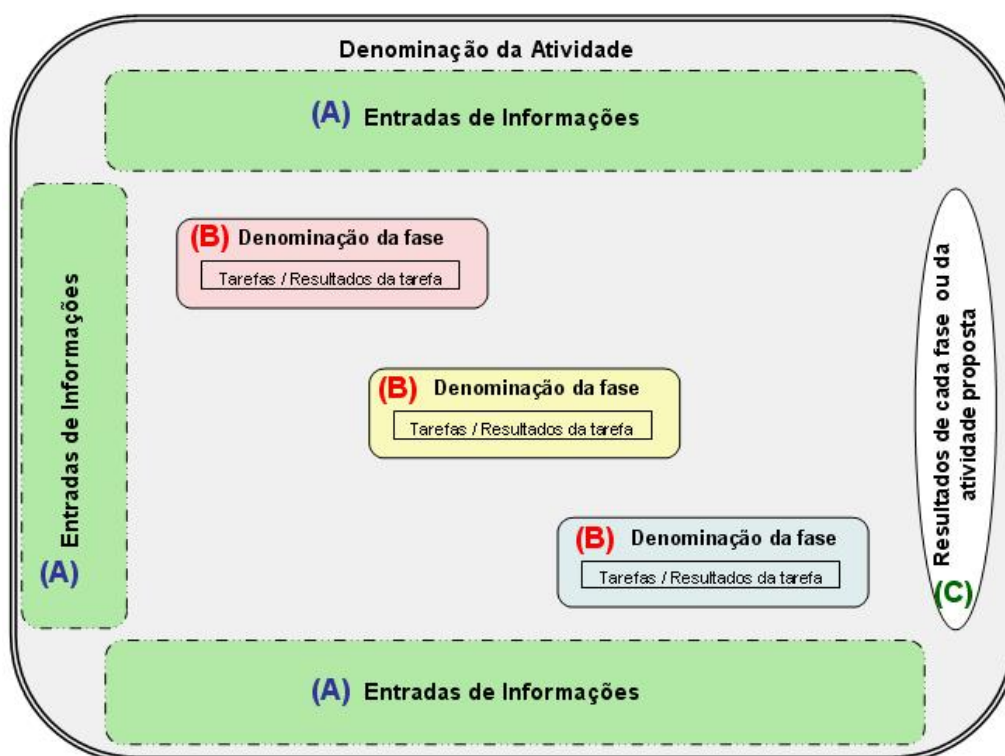 Denominação da Atividade
(A) Entradas de Informações
(A) Entradas de Informações
(B) Denominação da fase
Tarefas / Resultados da tarefa
(B) Denominação da fase
Tarefas / Resultados da tarefa
(B) Denominação da fase
Tarefas / Resultados da tarefa
(C) Resultados de cada fase ou da
atividade proposta
(A) Entradas de Informações